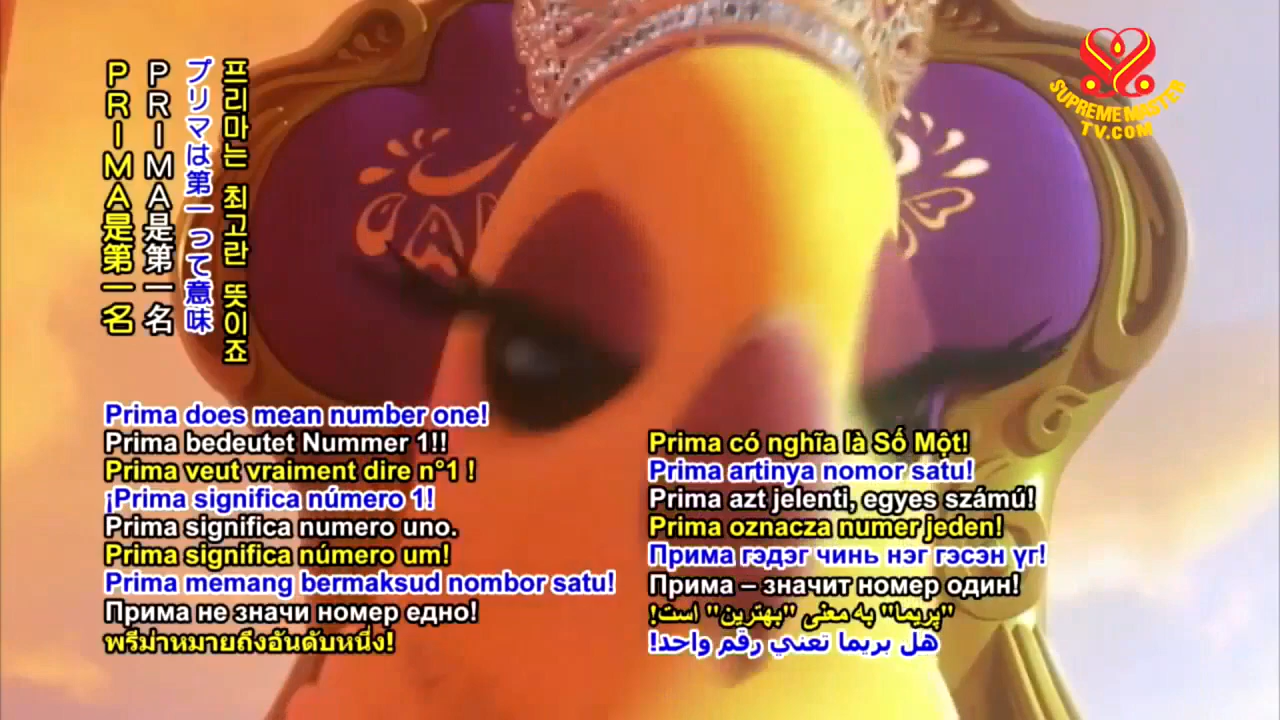 프리마는 최고란 뜻이죠
プリマは第一って意味
PRIMA是第一名
PRIMA是第一名
SUPREME MASTER
TV.COM
Prima does mean number one!
Prima bedeutet Nummer 1!!
Prima veut vraiment dire n°1 !
¡Prima significa número 1!
Prima significa numero uno.
Prima significa número um!
Prima memang bermaksud nombor satu!
Прима не значи номер едно!
พรีม่าหมายถึงอันดับหนึ่ง!
Prima có nghĩa là Số Một!
Prima artinya nomor satu!
Prima azt jelenti, egyes számú!
Prima oznacza numer jeden!
Прима гэдэг чинь нэг гэсэн үг!
Прима – значит номер один!
"پریما" به معنی "بهترین" است!
هل بريما تعني رقم واحد!